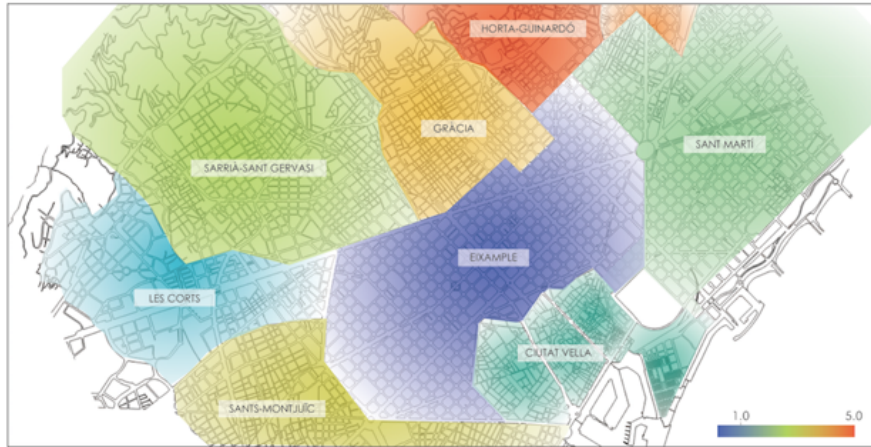 HORTA-GUINARDÓ
GRÀCIA
SANT MARTÍ
SARRIÀ-SANT GERVASI
EIXAMPLE
LES CORTS
CIUTAT VELLA
SANTS-MONTJUÏC
1.0 5.0